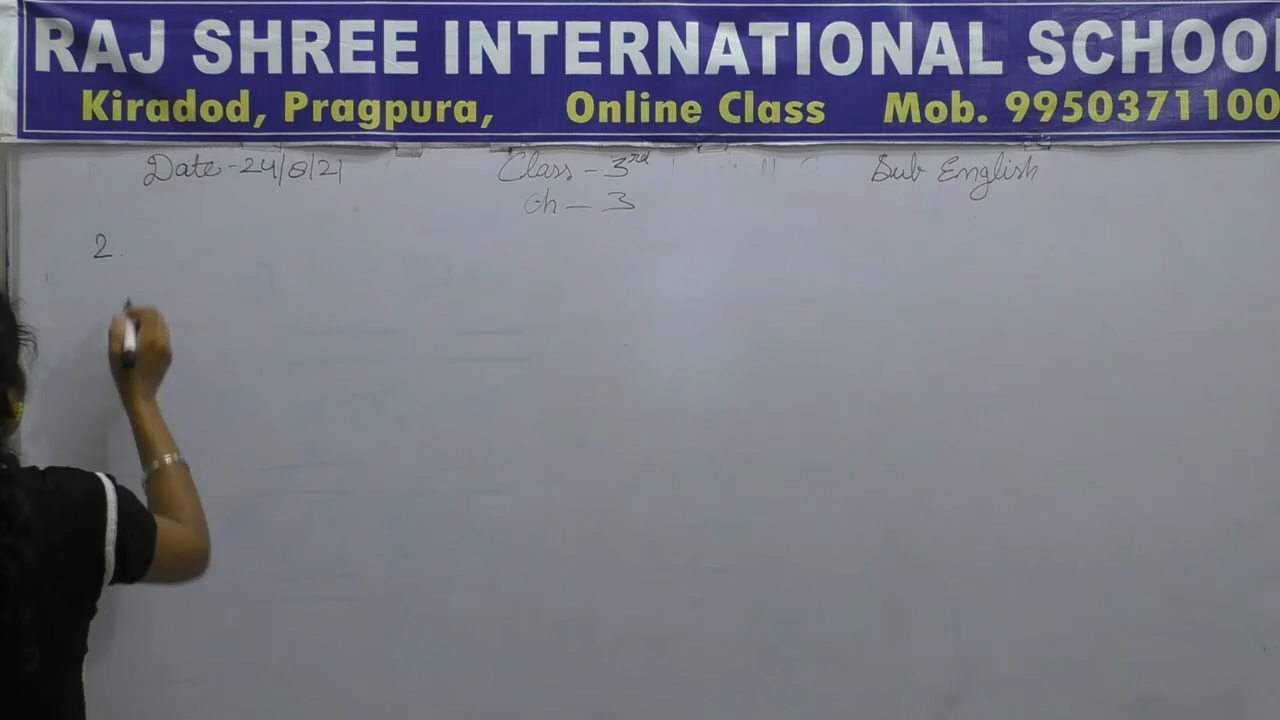 RAJ SHREE INTERNATIONAL SCHOOL
Kiradod, Pragpura, Online Class Mob. 9950371100
Date-24/8/21 Class-3rd Sub English
Ch-3
2.